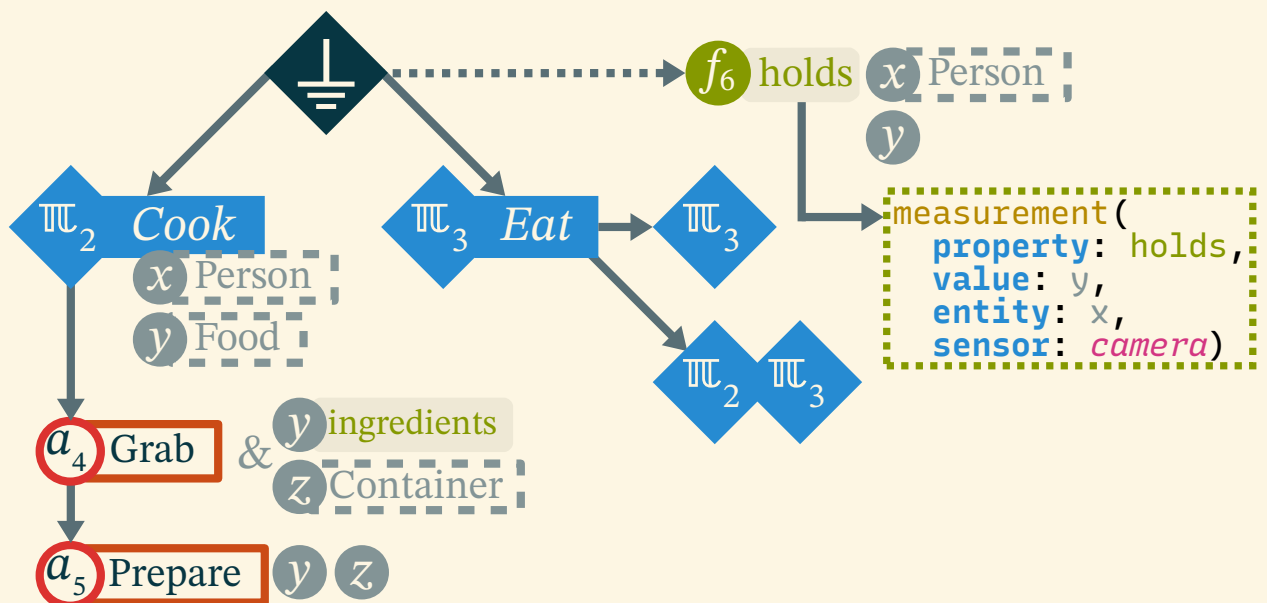 f6 holds x Person
y
ℼ2 Cook
x Person
y Food
ℼ3 Eat
ℼ3
ℼ2 ℼ3
measurement(
property: holds,
value: y,
entity: x,
sensor: camera)
a4 Grab & y ingredients
z Container
a5 Prepare y z